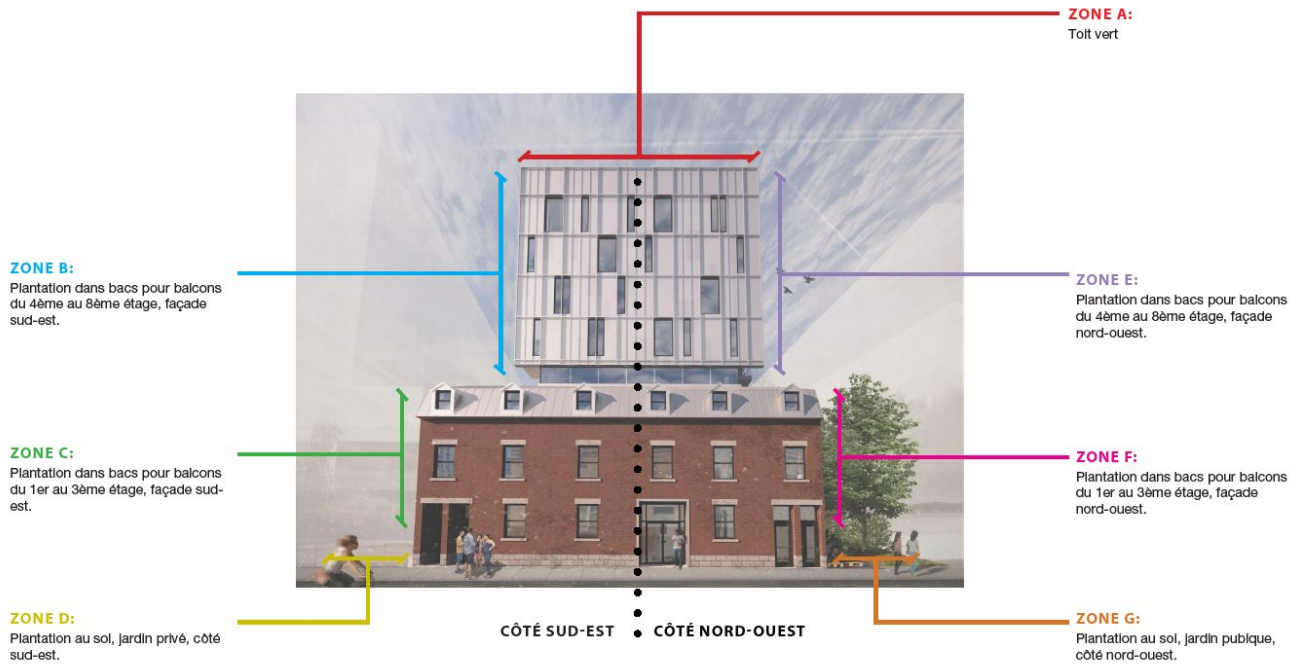 ZONE A:
Toit vert
ZONE B:
Plantation dans bacs pour balcons
du 4ème au 8ème étage, façade
sud-est.
ZONE E:
Plantation dans bacs pour balcons
du 4ème au 8ème étage, façade
nord-ouest.
ZONE C:
Plantation dans bacs pour balcons
du 1er au 3ème étage, façade sud-
est.
ZONE F:
Plantation dans bacs pour balcons
du 1er au 3ème étage, façade
nord-ouest.
ZONE D:
Plantation au sol, jardin privé, côté
sud-est.
CÔTÉ SUD-EST
CÔTÉ NORD-OUEST
ZONE G:
Plantation au sol, jardin publique,
côté nord-ouest.